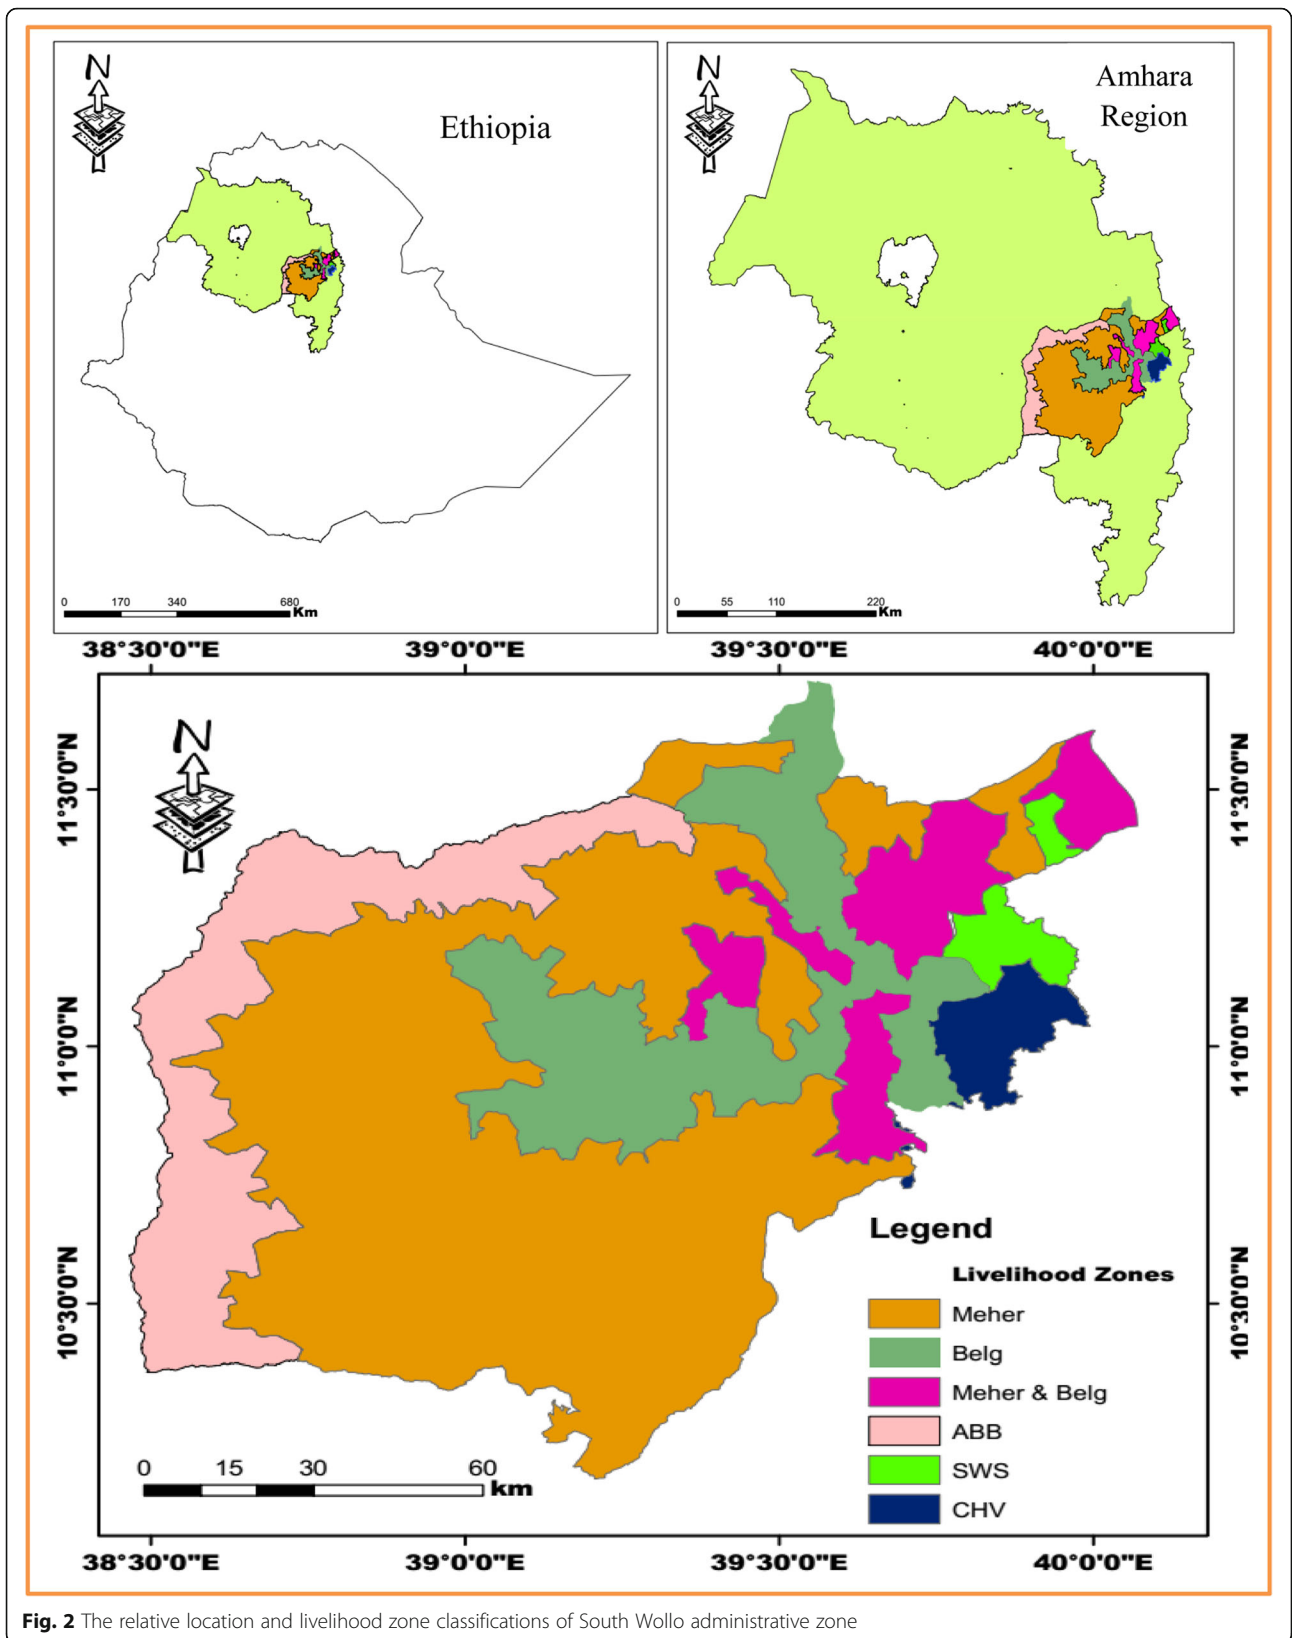 N
Ethiopia
0 170 340 680
Km
N
Amhara
Region
0 55 110 220
Km
38°30'0"E 39°0'0"E 39°30'0"E 40°0'0"E
N
11°30'0"N
11°30'0"N
11°0'0"N
11°0'0"N
10°30'0"N
10°30'0"N
Legend
Livelihood Zones
Meher
Belg
Meher & Belg
ABB
SWS
CHV
0 15 30 60
km
38°30'0"E 39°0'0"E 39°30'0"E 40°0'0"E
Fig. 2 The relative location and livelihood zone classifications of South Wollo administrative zone